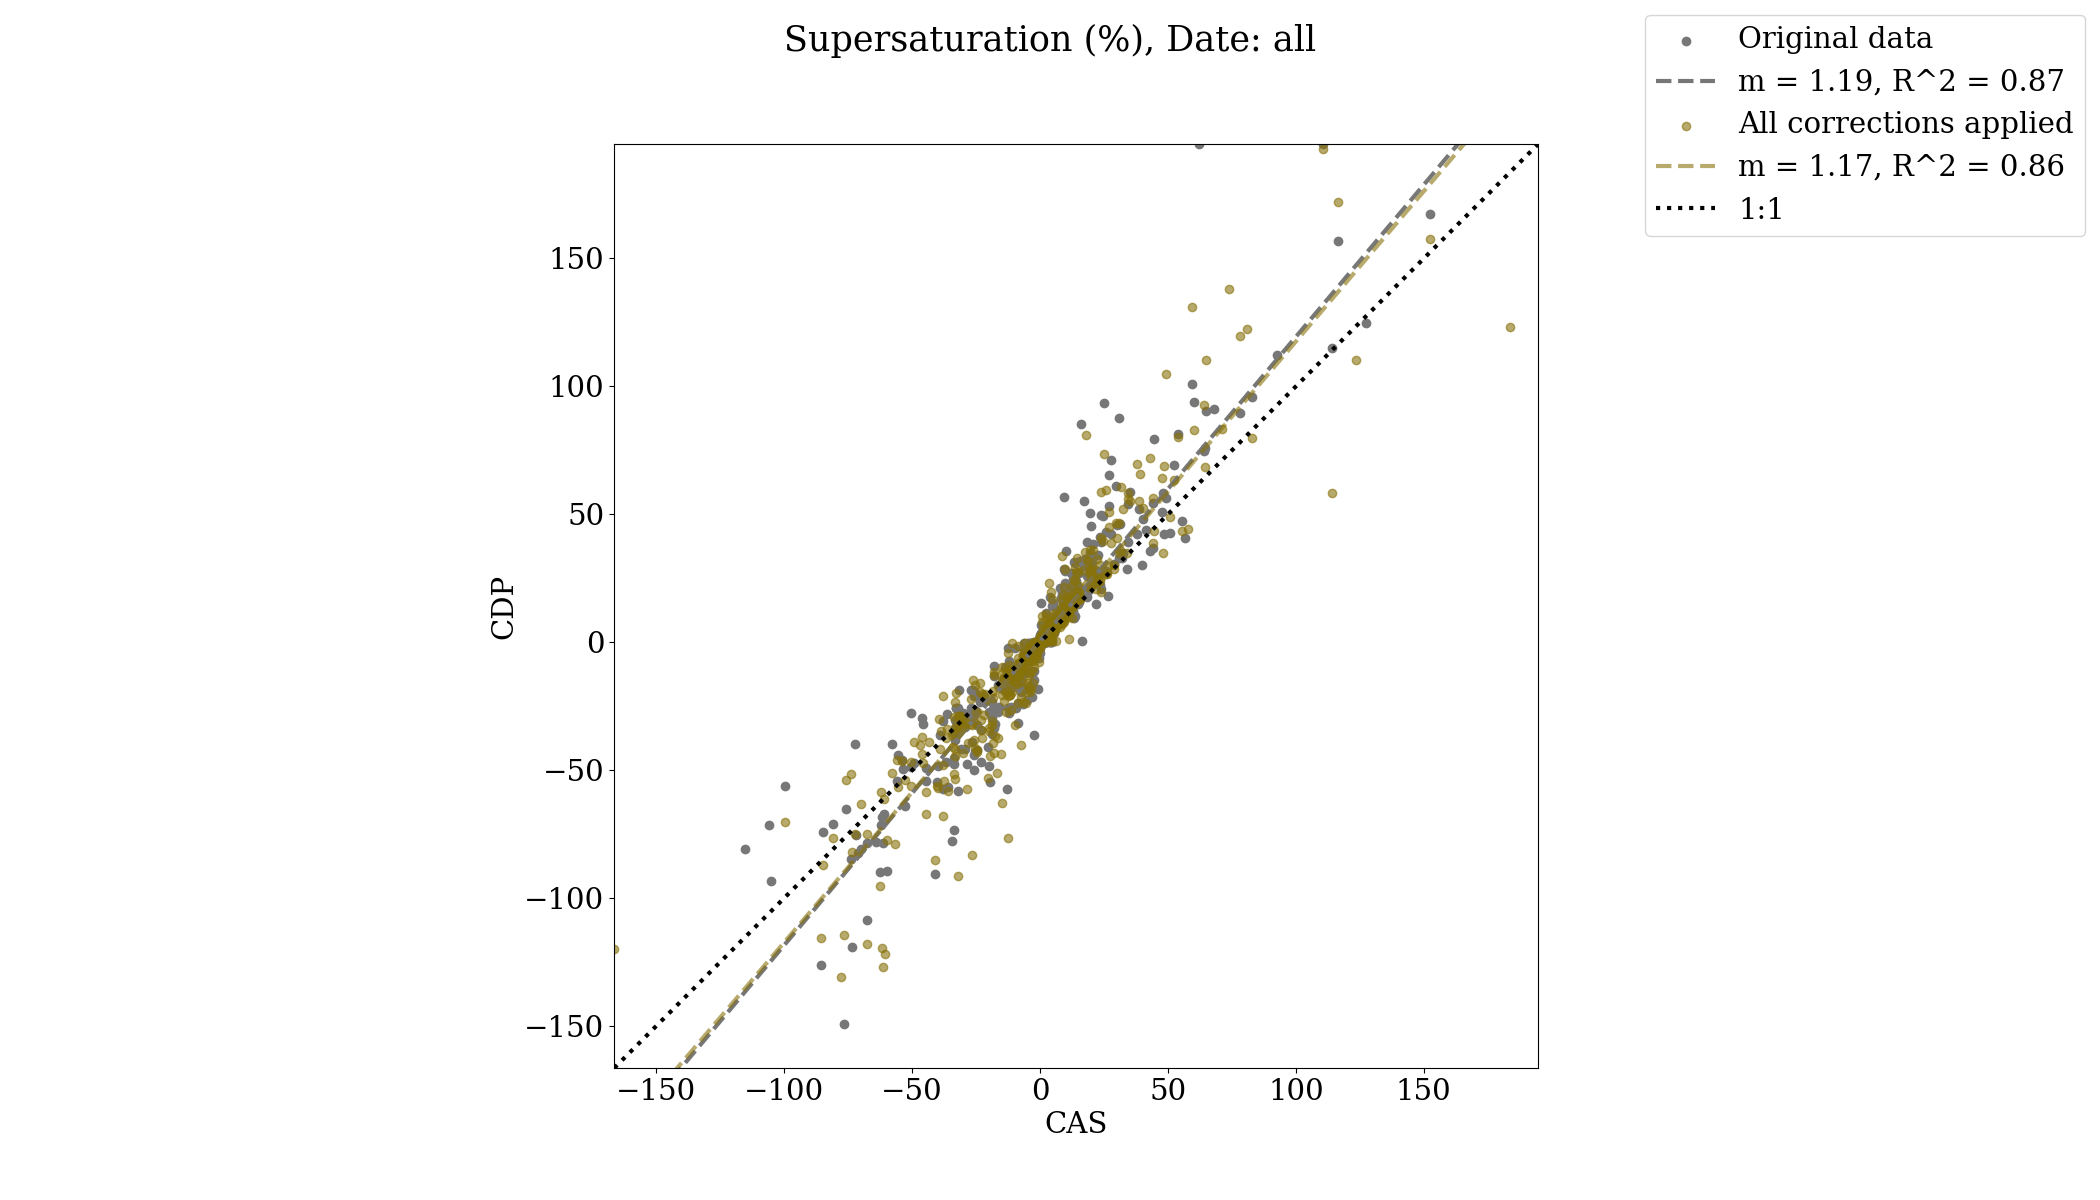 Supersaturation (%), Date: all
Original data
m = 1.19, R^2 = 0.87
All corrections applied
m = 1.17, R^2 = 0.86
1:1
150
100
50
0
−50
−100
−150
CDP
−150
−100
−50
0
50
100
150
CAS